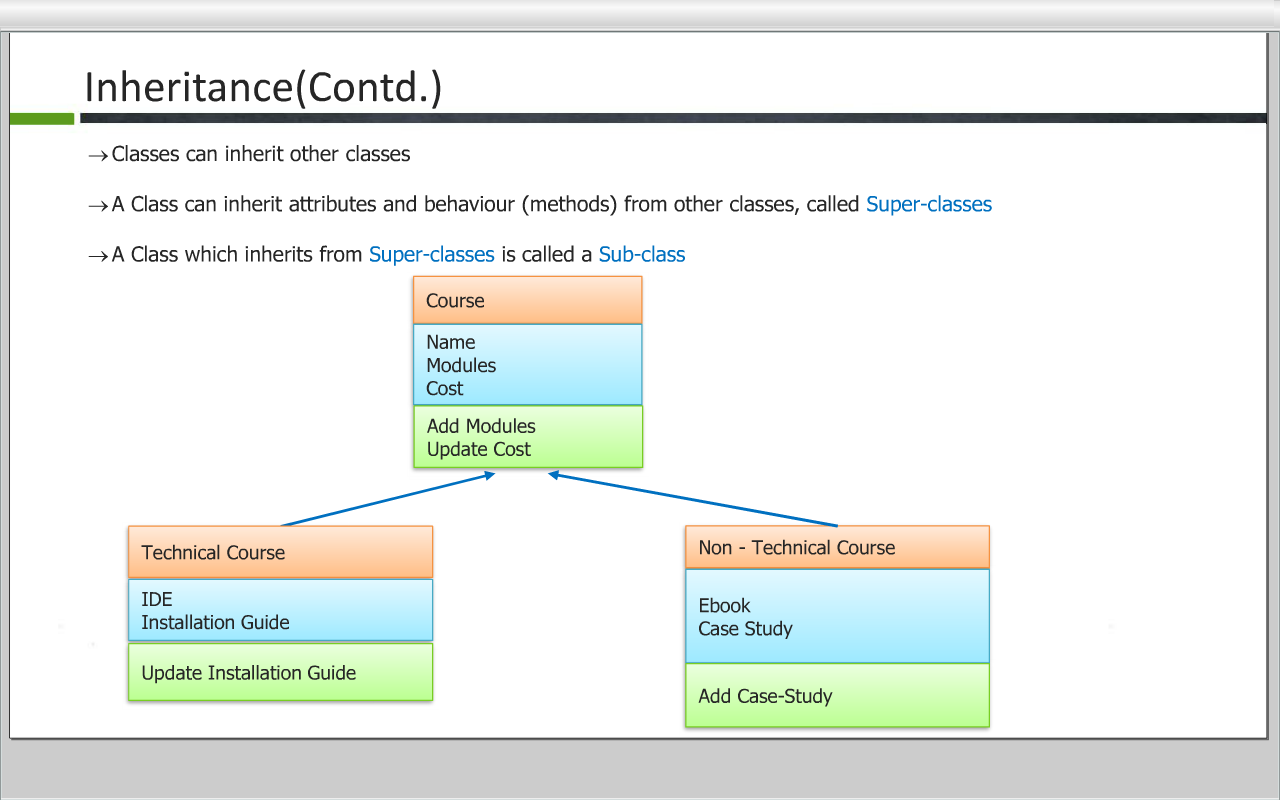 Inheritance(Contd.)
→Classes can inherit other classes
→A Class can inherit attributes and behaviour (methods) from other classes, called Super-classes
→A Class which inherits from Super-classes is called a Sub-class
Course
Name
Modules
Cost
Add Modules
Update Cost
Technical Course
IDE
Installation Guide
Update Installation Guide
Non - Technical Course
Ebook
Case Study
Add Case-Study